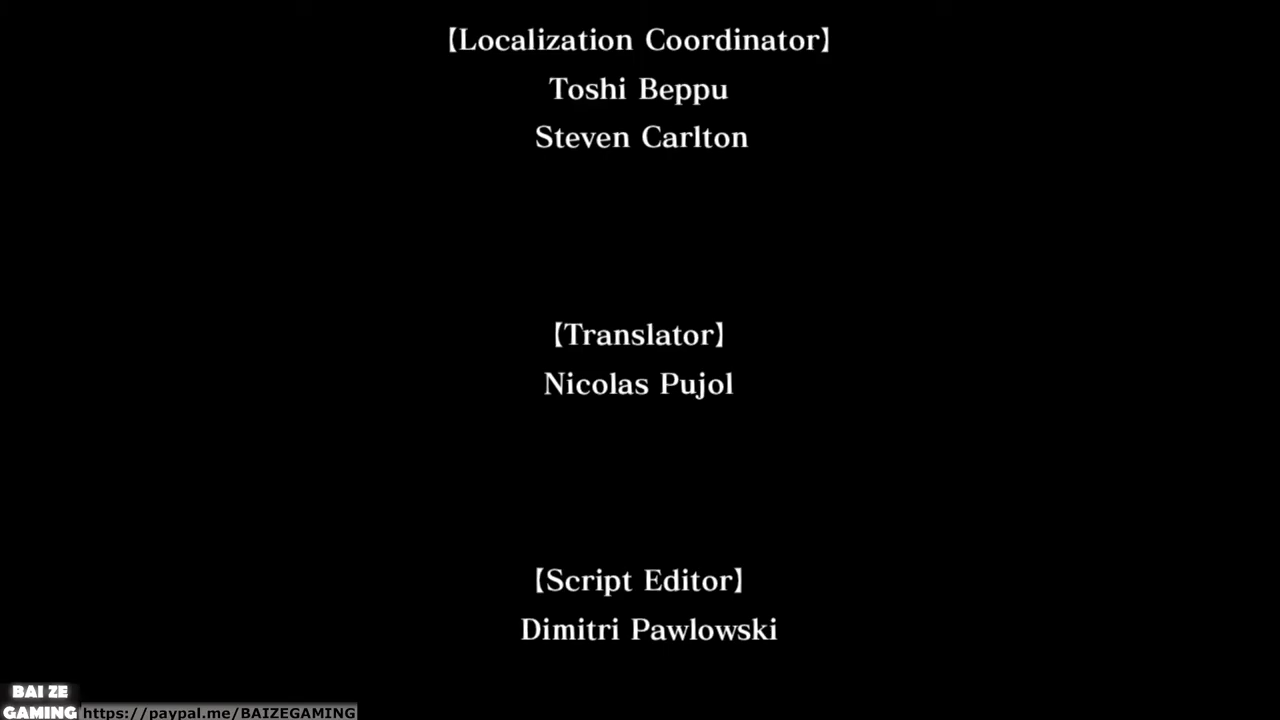 【Localization Coordinator】
Toshi Beppu
Steven Carlton
【Translator】
Nicolas Pujol
【Script Editor】
Dimitri Pawlowski
BAI ZE
GAMING https://paypal.me/BAIZEGAMING